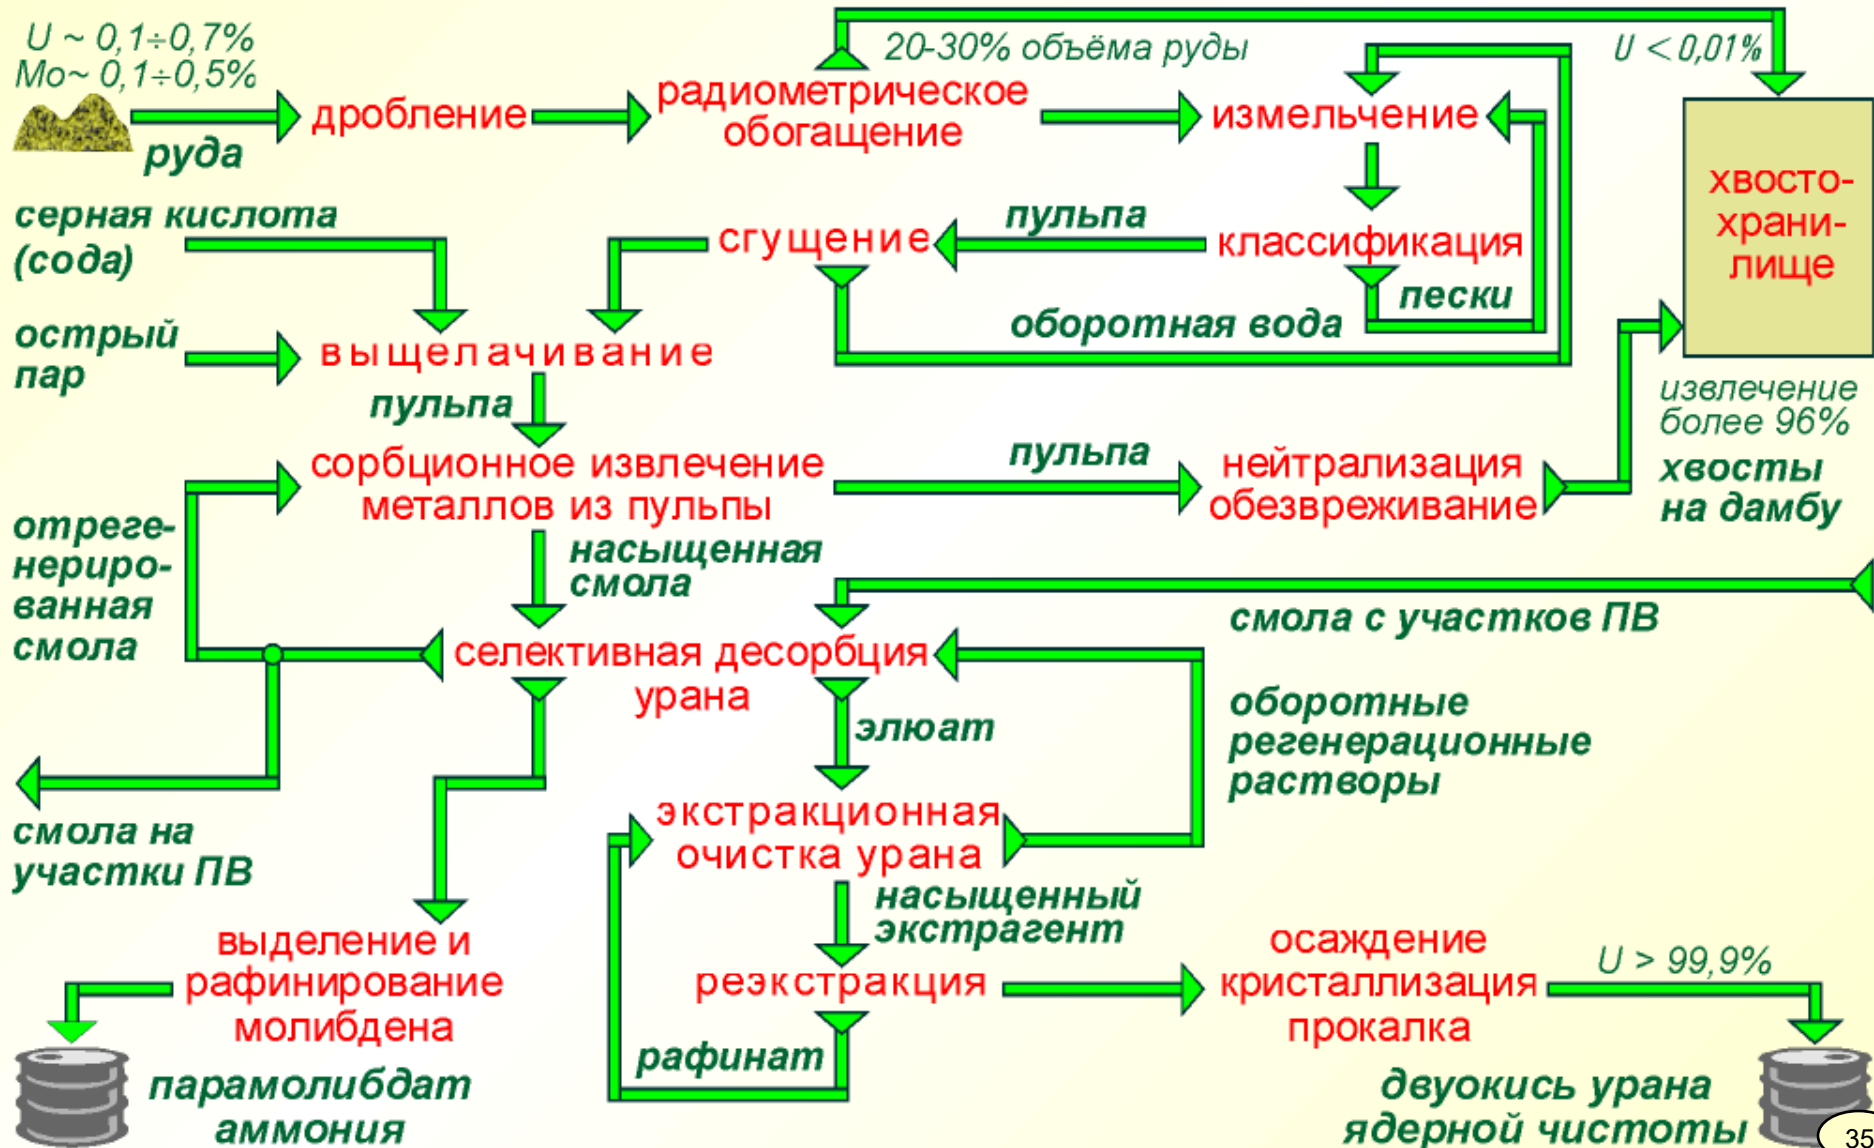 U ~ 0,1÷0,7%
Mo~ 0,1÷0,5%
руда
дробление
радиометрическое
обогащение
20-30% объёма руды
измельчение
U < 0,01%
хвосто-
храни-
лище
серная кислота
(сода)
сгущение
пульпа
классификация
пески
оборотная вода
острый
пар
выщелачивание
пульпа
извлечение
более 96%
хвосты
на дамбу
сорбционное извлечение
металлов из пульпы
пульпа
нейтрализация
обезвреживание
отреге-
нериро-
ванная
смола
насыщенная
смола
смола с участков ПВ
селективная десорбция
урана
элюат
оборотные
регенерационные
растворы
смола на
участки ПВ
экстракционная
очистка урана
насыщенный
экстрагент
выделение и
рафинирование
молибдена
реэкстракция
осаждение
кристаллизация
прокалка
U > 99,9%
рафинат
парамолибдат
аммония
двуокись урана
ядерной чистоты
35